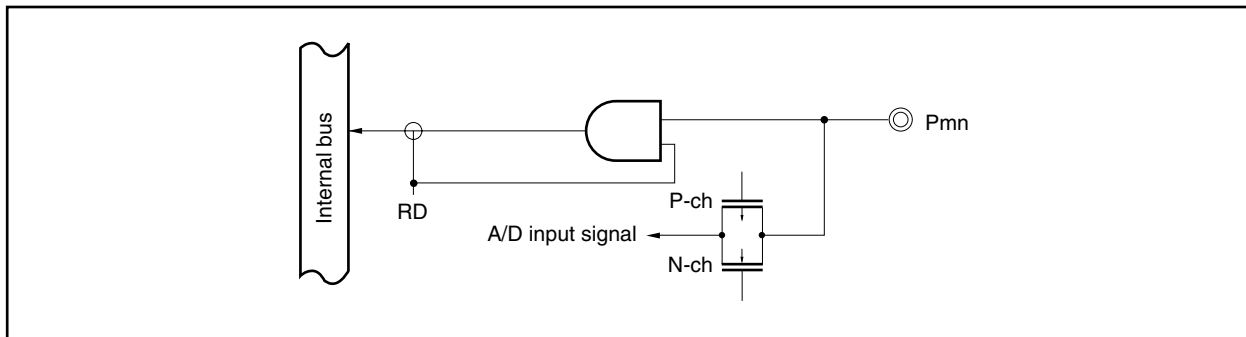 Internal bus
Pmn
RD
P-ch
A/D input signal
N-ch